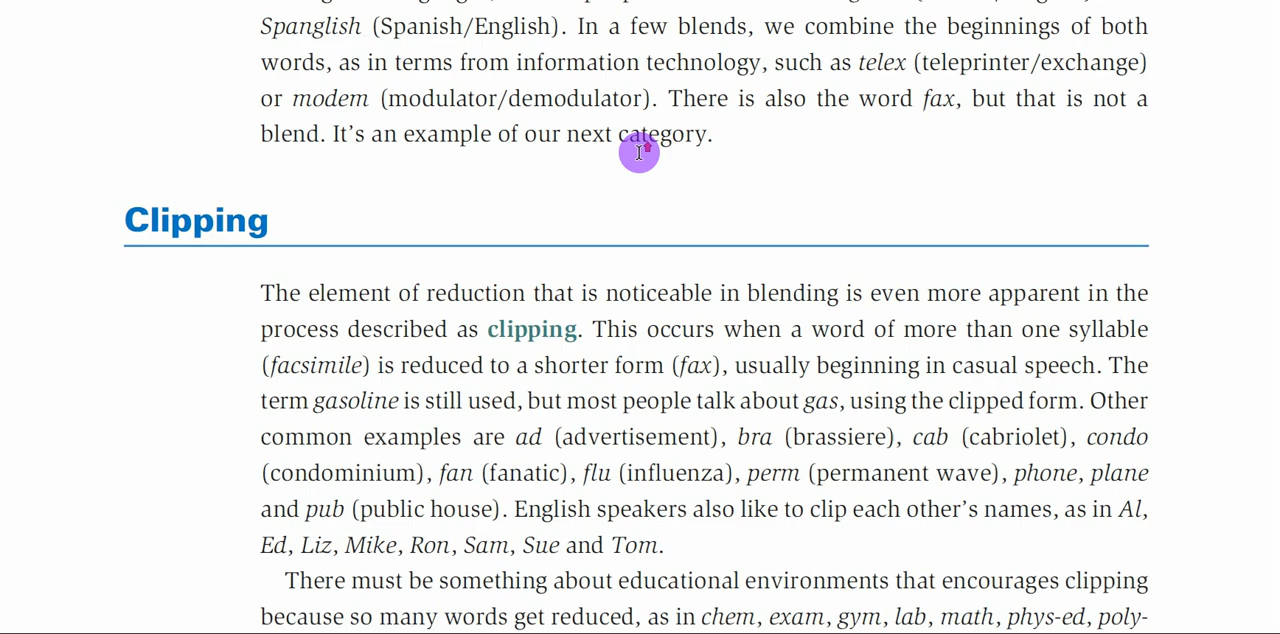 Spanglish (Spanish/English). In a few blends, we combine the beginnings of both
words, as in terms from information technology, such as telex (teleprinter/exchange)
or modem (modulator/demodulator). There is also the word fax, but that is not a
blend. It’s an example of our next category.
Clipping
The element of reduction that is noticeable in blending is even more apparent in the
process described as clipping. This occurs when a word of more than one syllable
(facsimile) is reduced to a shorter form (fax), usually beginning in casual speech. The
term gasoline is still used, but most people talk about gas, using the clipped form. Other
common examples are ad (advertisement), bra (brassiere), cab (cabriolet), condo
(condominium), fan (fanatic), flu (influenza), perm (permanent wave), phone, plane
and pub (public house). English speakers also like to clip each other’s names, as in Al,
Ed, Liz, Mike, Ron, Sam, Sue and Tom.
There must be something about educational environments that encourages clipping
because so many words get reduced, as in chem, exam, gym, lab, math, phys-ed, poly-